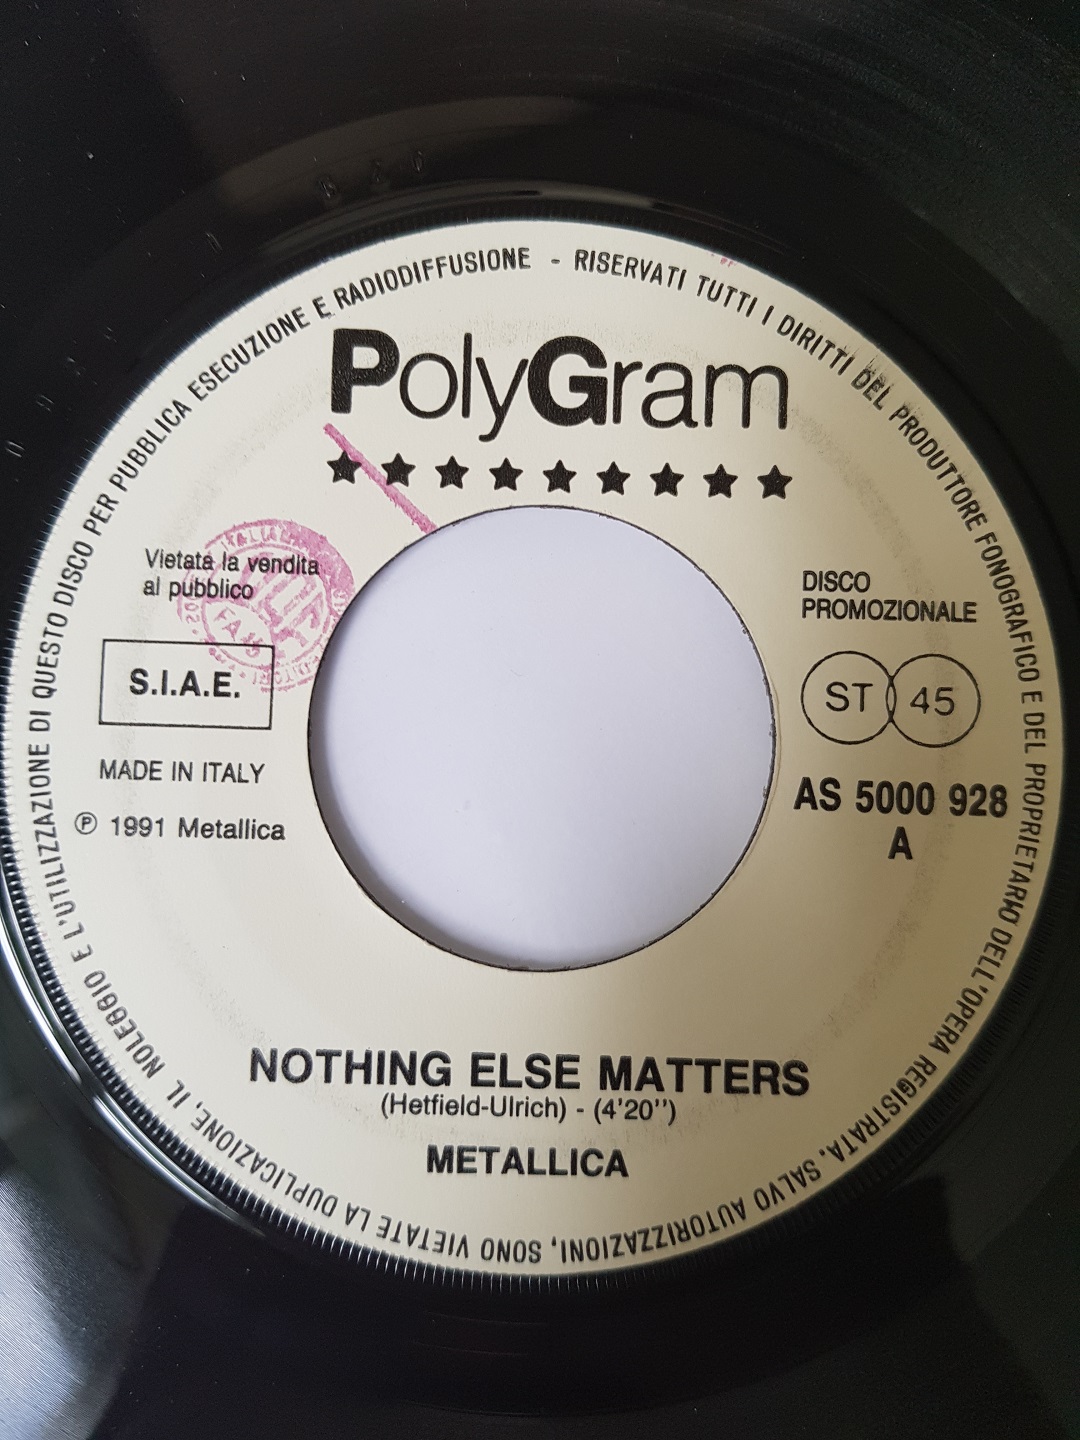 RISERVATI TUTTI I DIRITTI DEL PRODUTTORE FONOGRAFICO E DEL PROPRIETARIO DELL'OPERA REGISTRATA. SALVO AUTORIZZAZIONI, SONO VIETATE LA DUPLICAZIONE, IL NOLEGGIO E L'UTILIZZAZIONE DI QUESTO DISCO PER PUBBLICA ESECUZIONE E RADIODIFFUSIONE -
PolyGram
Vietata la vendita
al pubblico
S.I.A.E.
MADE IN ITALY
℗ 1991 Metallica
DISCO
PROMOZIONALE
ST 45
AS 5000 928
A
NOTHING ELSE MATTERS
(Hetfield-Ulrich) - (4'20'')
METALLICA